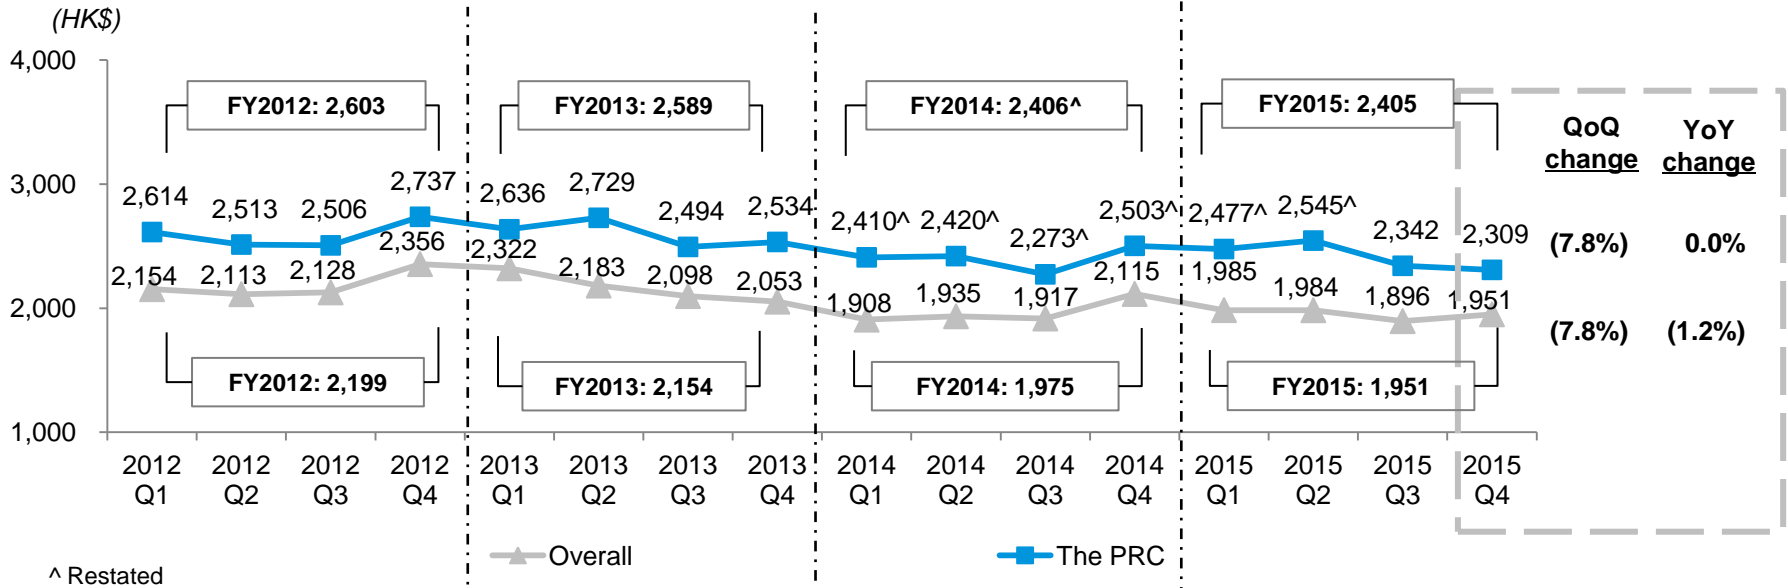 (HK$)
4,000
FY2012: 2,603
FY2013: 2,589
FY2014: 2,406^
FY2015: 2,405
QoQ change
YoY change
3,000
2,614 2,513 2,506 2,737 2,636 2,729 2,494 2,534 2,410^ 2,420^ 2,273^ 2,503^ 2,477^ 2,545^ 2,342 2,309
(7.8%) 0.0%
2,154 2,113 2,128 2,356 2,322 2,183 2,098 2,053 1,908 1,935 1,917 2,115 1,985 1,984 1,896 1,951
(7.8%) (1.2%)
2,000
FY2012: 2,199
FY2013: 2,154
FY2014: 1,975
FY2015: 1,951
1,000
2012 2012 2012 2012 2013 2013 2013 2013 2014 2014 2014 2014 2015 2015 2015 2015
Q1 Q2 Q3 Q4 Q1 Q2 Q3 Q4 Q1 Q2 Q3 Q4 Q1 Q2 Q3 Q4
Overall
The PRC
^ Restated